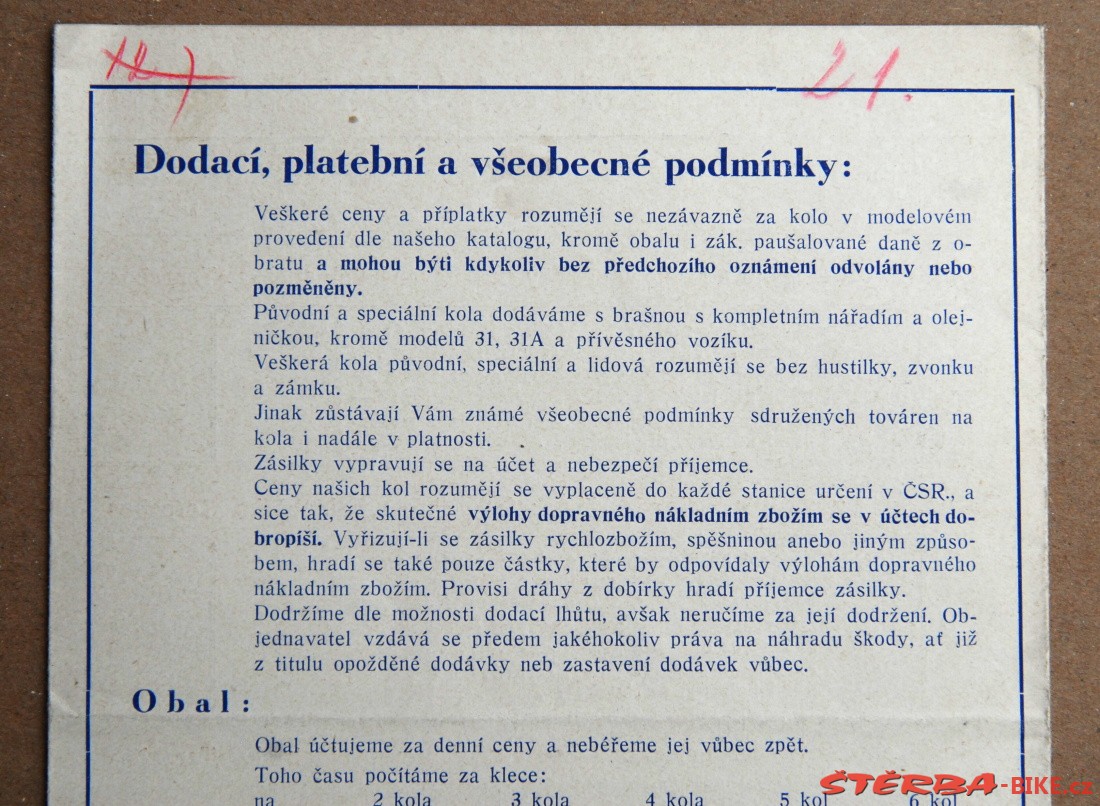 127
21.
Dodací, platební a všeobecné podmínky:
Veškeré ceny a příplatky rozumějí se nezávazně za kolo v modelovém
provedení dle našeho katalogu, kromě obalu i zák. paušalované daně z o-
bratu a mohou býti kdykoliv bez předchozího oznámení odvolány nebo
pozměněny.
Původní a speciální kola dodáváme s brašnou s kompletním nářadím a olej-
ničkou, kromě modelů 31, 31A a přívěsného vozíku.
Veškerá kola původní, speciální a lidová rozumějí se bez hustilky, zvonku
a zámku.
Jinak zůstávají Vám známé všeobecné podmínky sdružených továren na
kola i nadále v platnosti.
Zásilky vypravují se na účet a nebezpečí příjemce.
Ceny našich kol rozumějí se vyplaceně do každé stanice určení v ČSR., a
sice tak, že skutečné výlohy dopravného nákladním zbožím se v účtech do-
bropíší. Vyřizují-li se zásilky rychlozbožím, spěšninou anebo jiným způso-
bem, hradí se také pouze částky, které by odpovídaly výlohám dopravného
nákladním zbožím. Provisi dráhy z dobírky hradí příjemce zásilky.
Dodržíme dle možnosti dodací lhůtu, avšak neručíme za její dodržení. Ob-
jednavatel vzdává se předem jakéhokoliv práva na náhradu škody, ať již
z titulu opožděné dodávky neb zastavení dodávek vůbec.
Obal:
Obal účtujeme za denní ceny a nebéřeme jej vůbec zpět.
Toho času počítáme za klece:
na 2 kola 3 kola 4 kola 5 kol 6 kol
ŠTĚRBA-BIKE.cz